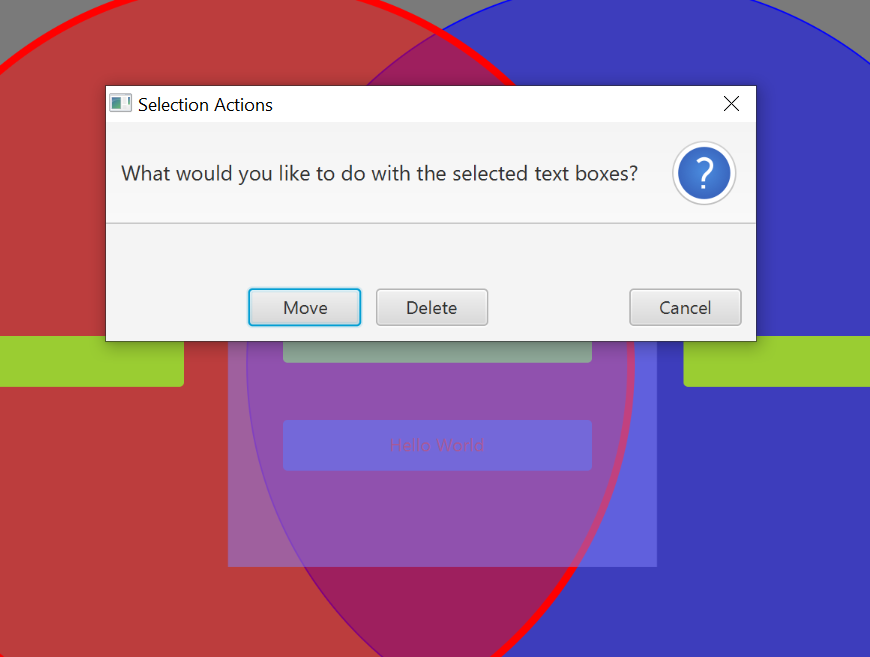 Selection Actions
What would you like to do with the selected text boxes?
?
Move Delete Cancel
Hello World